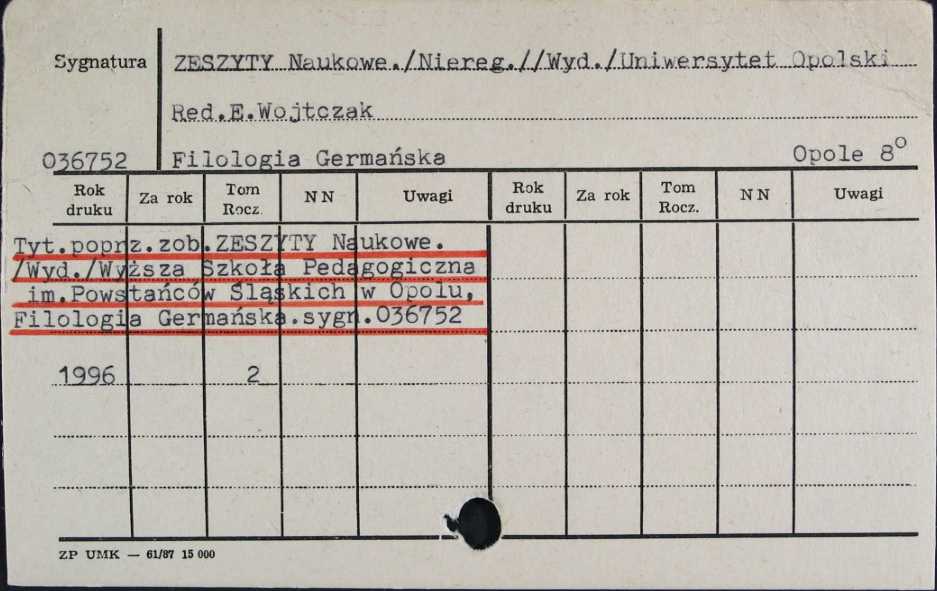 Sygnatura
ZESZYTY Naukowe./Niereg.//Wyd./Uniwersytet Opolski
Red.E.Wojtczak
036752
Filologia Germańska
Opole 8°
Rok druku
Za rok
Tom Rocz.
N N
Uwagi
Rok druku
Za rok
Tom Rocz.
N N
Uwagi
Tyt.poprz.zob.ZESZYTY Naukowe.
/Wyd./Wyższa Szkoła Pedagogiczna
im.Powstańców Śląskich w Opolu,
Filologia Germańska.sygn.036752
1996 2
ZP UMK — 61/87 15 000